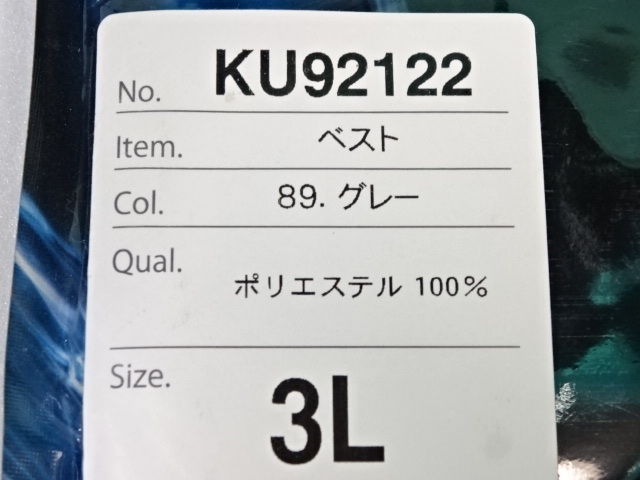 No. KU92122
Item. ベスト
Col. 89. グレー
Qual. ポリエステル 100%
Size. 3L